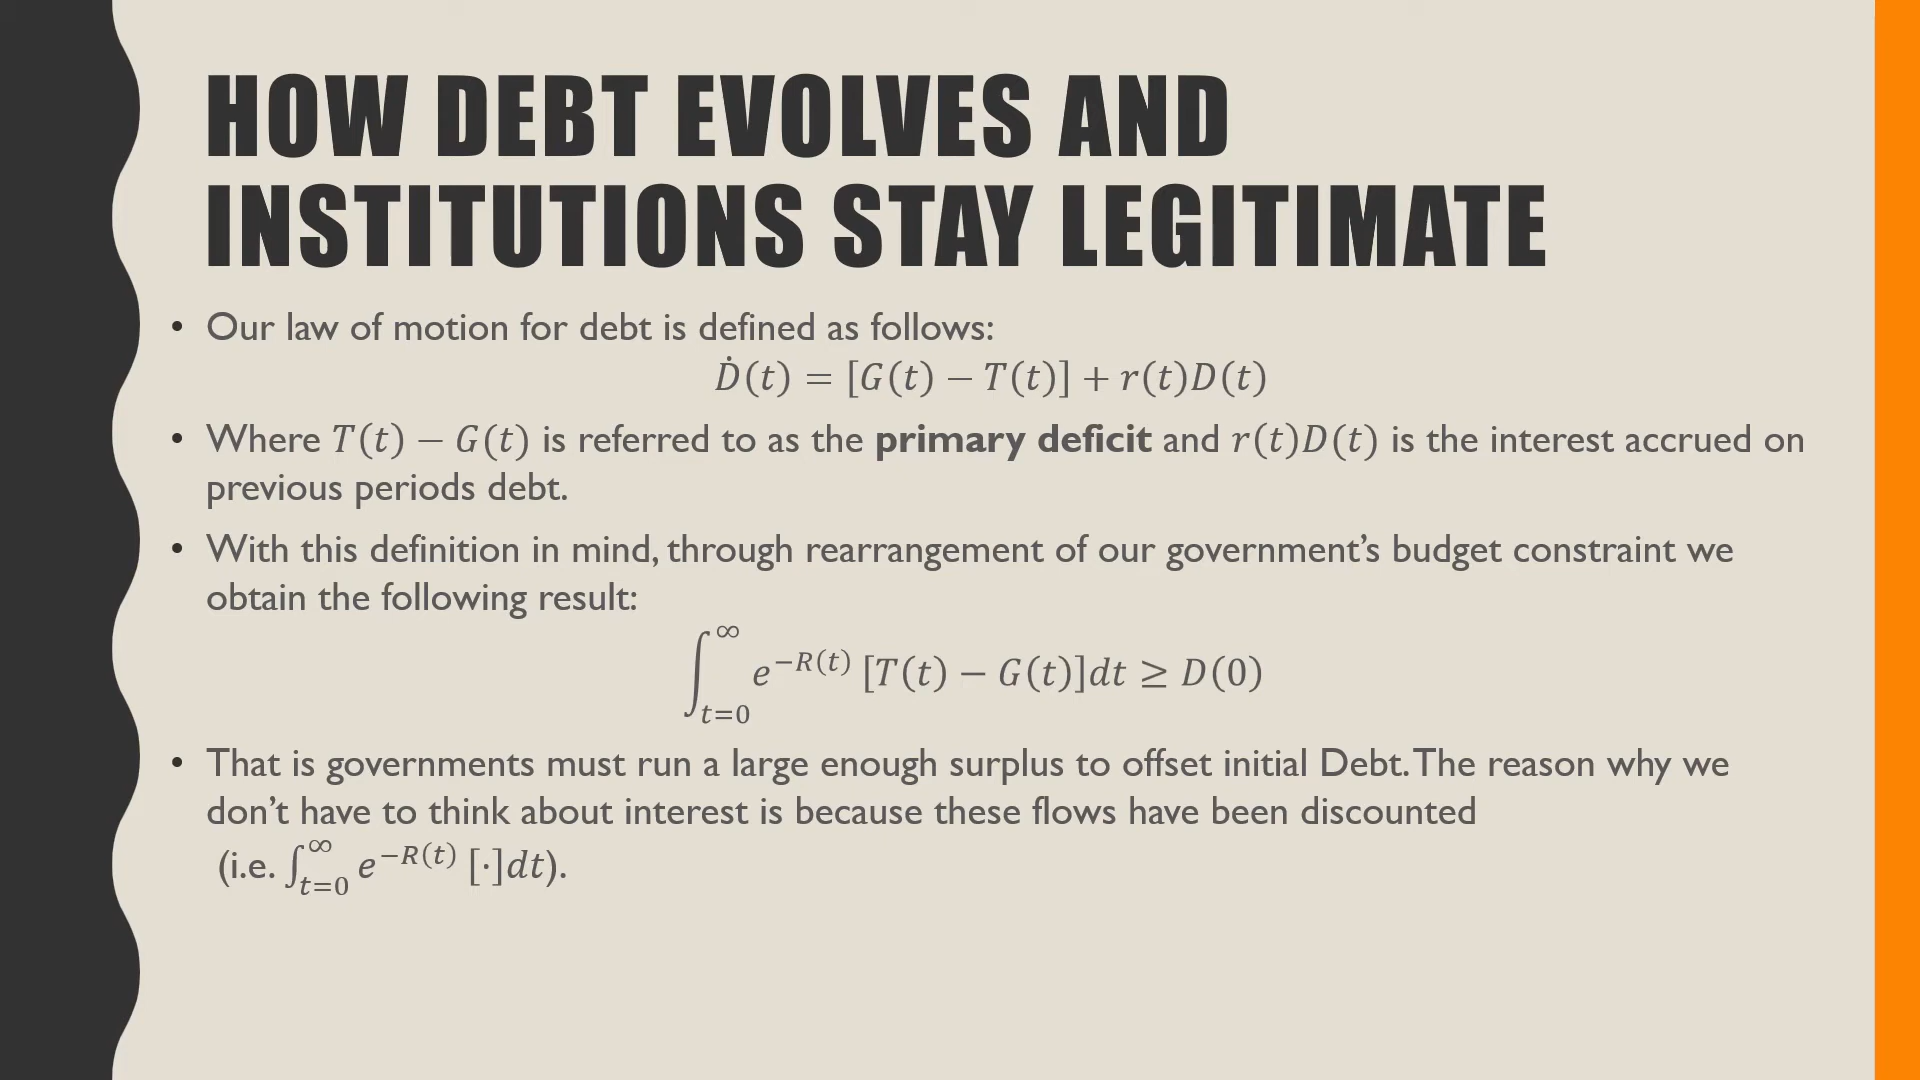 HOW DEBT EVOLVES AND
INSTITUTIONS STAY LEGITIMATE
• Our law of motion for debt is defined as follows:
Ḋ(t) = [G(t) − T(t)] + r(t)D(t)
• Where T(t) − G(t) is referred to as the primary deficit and r(t)D(t) is the interest accrued on
previous periods debt.
• With this definition in mind, through rearrangement of our government’s budget constraint we
obtain the following result:
∫_{t=0}^{∞} e^{−R(t)} [T(t) − G(t)]dt ≥ D(0)
• That is governments must run a large enough surplus to offset initial Debt. The reason why we
don’t have to think about interest is because these flows have been discounted
(i.e. ∫_{t=0}^{∞} e^{−R(t)} [·]dt).